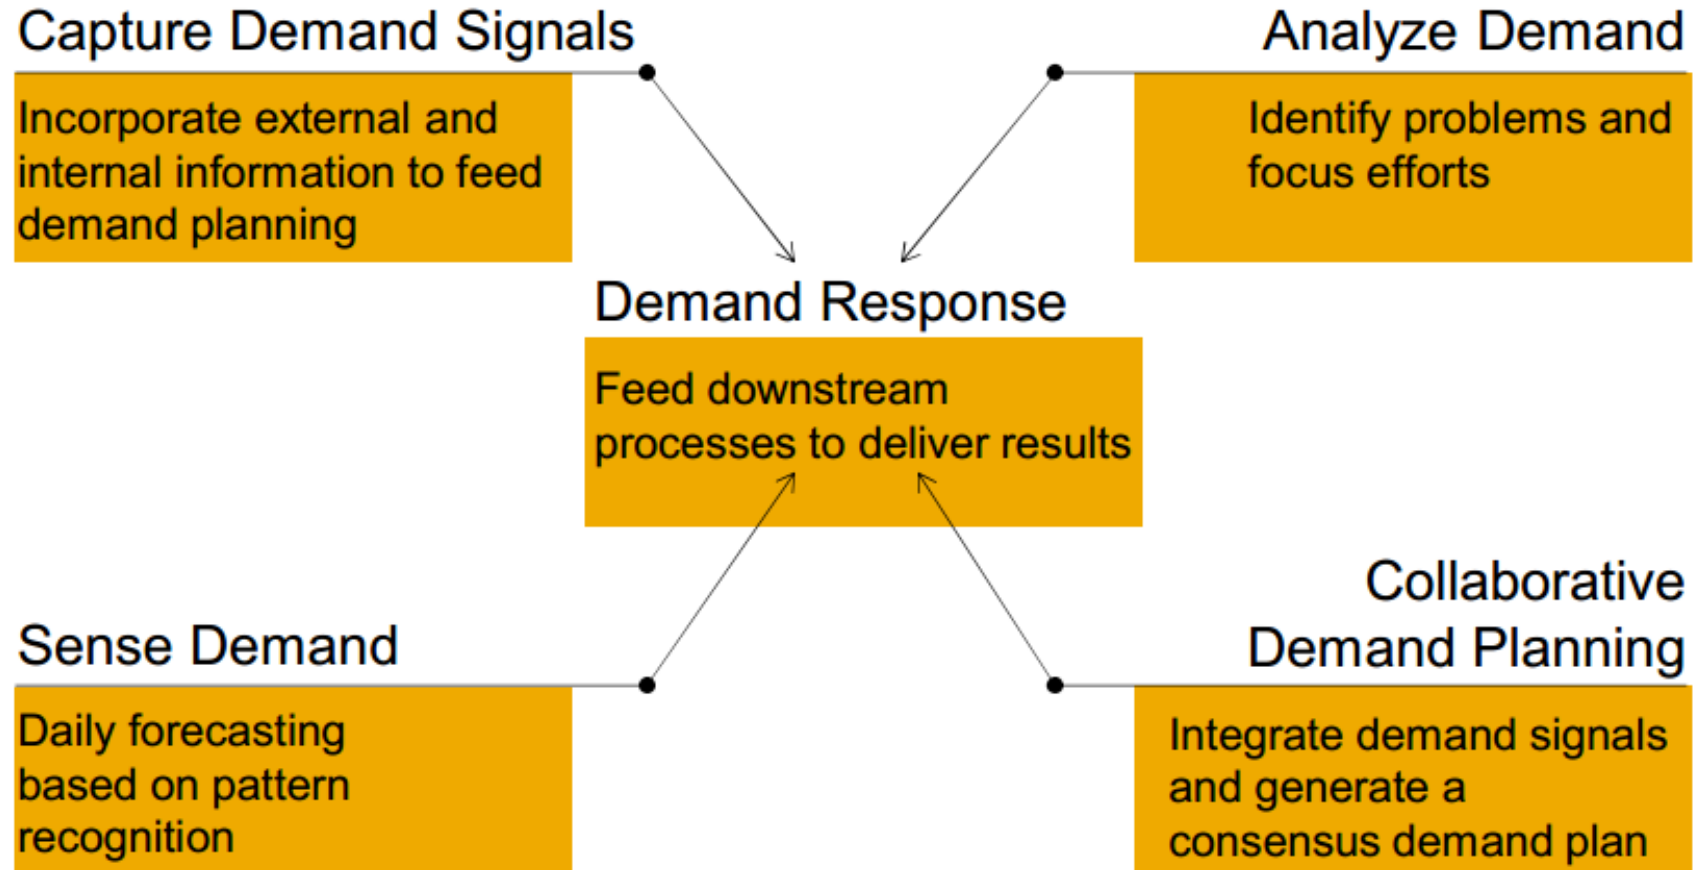 Capture Demand Signals
Incorporate external and
internal information to feed
demand planning
Analyze Demand
Identify problems and
focus efforts
Demand Response
Feed downstream
processes to deliver results
Sense Demand
Daily forecasting
based on pattern
recognition
Collaborative
Demand Planning
Integrate demand signals
and generate a
consensus demand plan